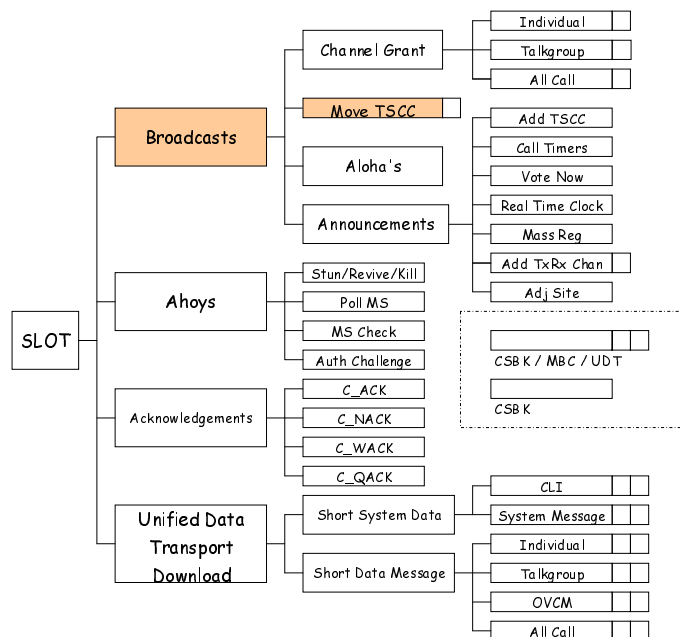 SLOT
Broadcasts
Channel Grant
Individual
Talkgroup
All Call
Move TSCC
Aloha's
Announcements
Add TSCC
Call Timers
Vote Now
Real Time Clock
Mass Reg
Add TxRx Chan
Adj Site
Ahoys
Stun/Revive/Kill
Poll MS
MS Check
Auth Challenge
CSBK / MBC / UDT
CSBK
Acknowledgements
C_ACK
C_NACK
C_WACK
C_QACK
Unified Data
Transport
Download
Short System Data
CLI
System Message
Short Data Message
Individual
Talkgroup
OVCM
All Call